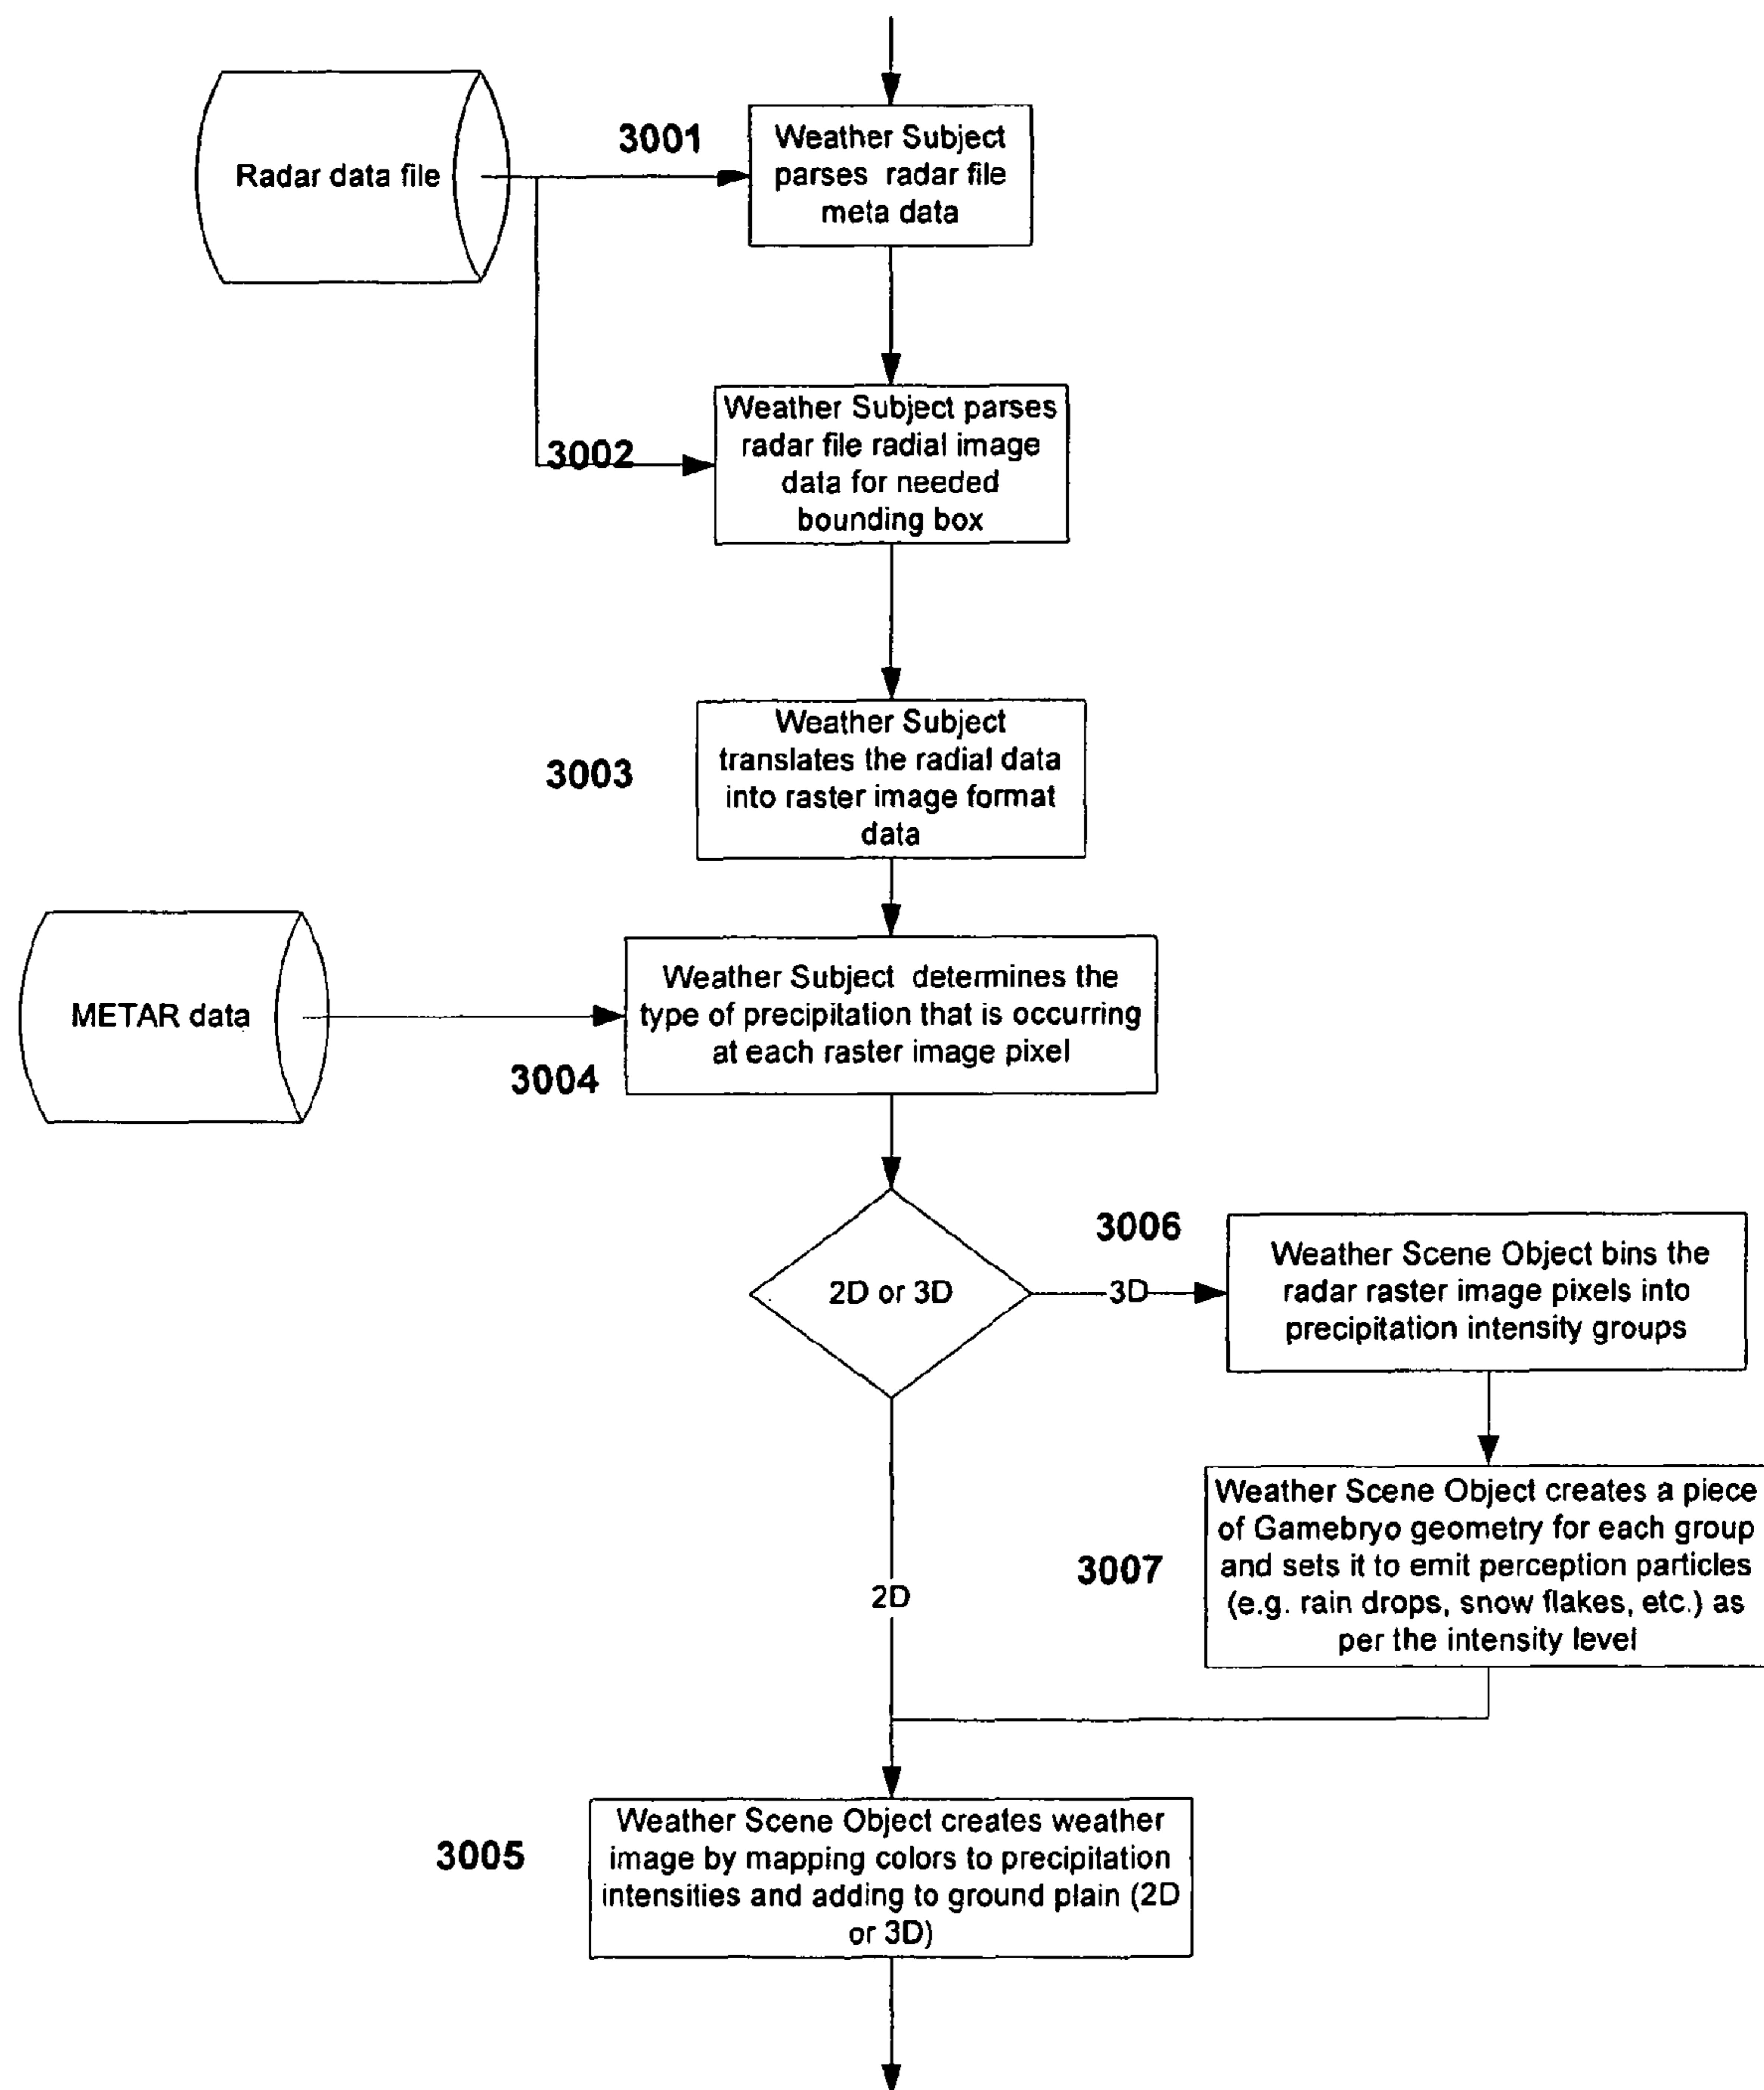 Radar data file
3001
Weather Subject
parses radar file
meta data
3002
Weather Subject parses
radar file radial image
data for needed
bounding box
3003
Weather Subject
translates the radial data
into raster image format
data
METAR data
3004
Weather Subject determines the
type of precipitation that is occurring
at each raster image pixel
2D or 3D
3D
3006
Weather Scene Object bins the
radar raster image pixels into
precipitation intensity groups
3007
Weather Scene Object creates a piece
of Gamebryo geometry for each group
and sets it to emit perception particles
(e.g. rain drops, snow flakes, etc.) as
per the intensity level
2D
3005
Weather Scene Object creates weather
image by mapping colors to precipitation
intensities and adding to ground plain (2D
or 3D)